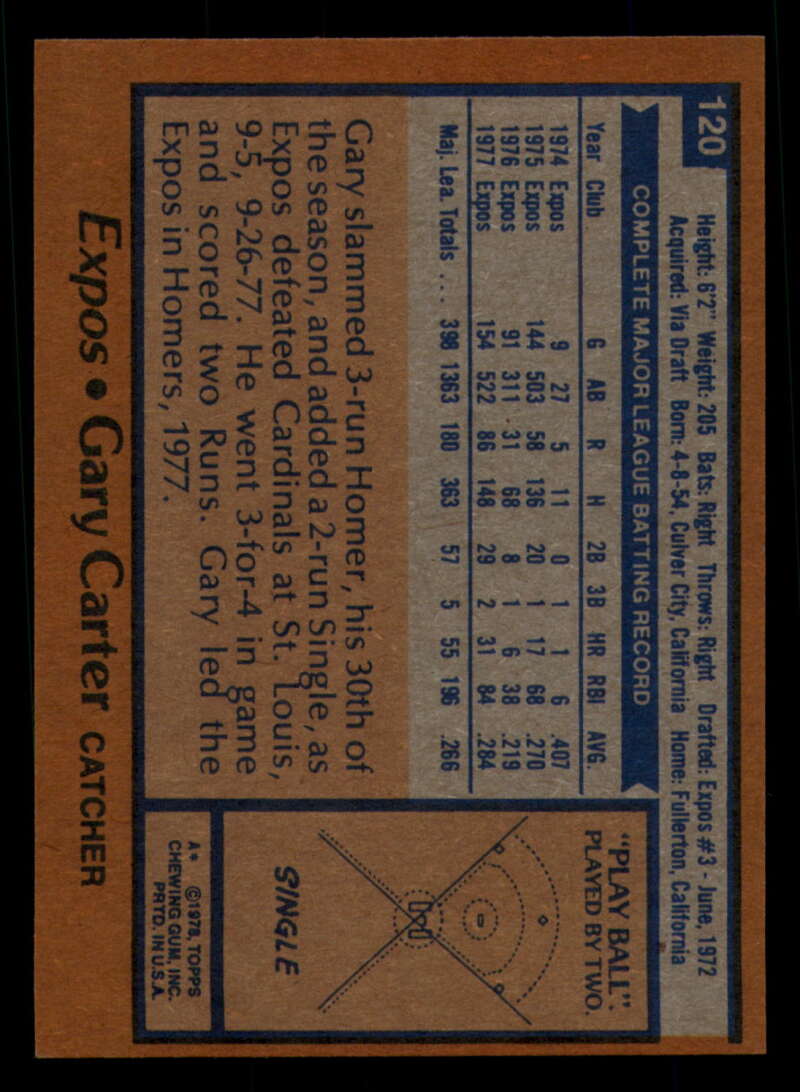 120
Height: 6'2" Weight: 205 Bats: Right Throws: Right Drafted: Expos #3 - June, 1972
Acquired: Via Draft Born: 4-8-54, Culver City, California Home: Fullerton, California
COMPLETE MAJOR LEAGUE BATTING RECORD
Year Club G AB R H 2B 3B HR RBI AVG.
1974 Expos 9 27 5 11 0 1 1 6 .407
1975 Expos 144 503 58 136 20 1 17 68 .270
1976 Expos 91 311 31 68 8 1 6 38 .219
1977 Expos 154 522 86 148 29 2 31 84 .284
Maj. Lea. Totals ... 398 1363 180 363 57 5 55 196 .266
Gary slammed 3-run Homer, his 30th of
the season, and added a 2-run Single, as
Expos defeated Cardinals at St. Louis,
9-5, 9-26-77. He went 3-for-4 in game
and scored two Runs. Gary led the
Expos in Homers, 1977.
"PLAY BALL".
PLAYED BY TWO.
SINGLE
A* ©1978, TOPPS
CHEWING GUM, INC.
PRTD. IN U.S.A.
Expos • Gary Carter CATCHER